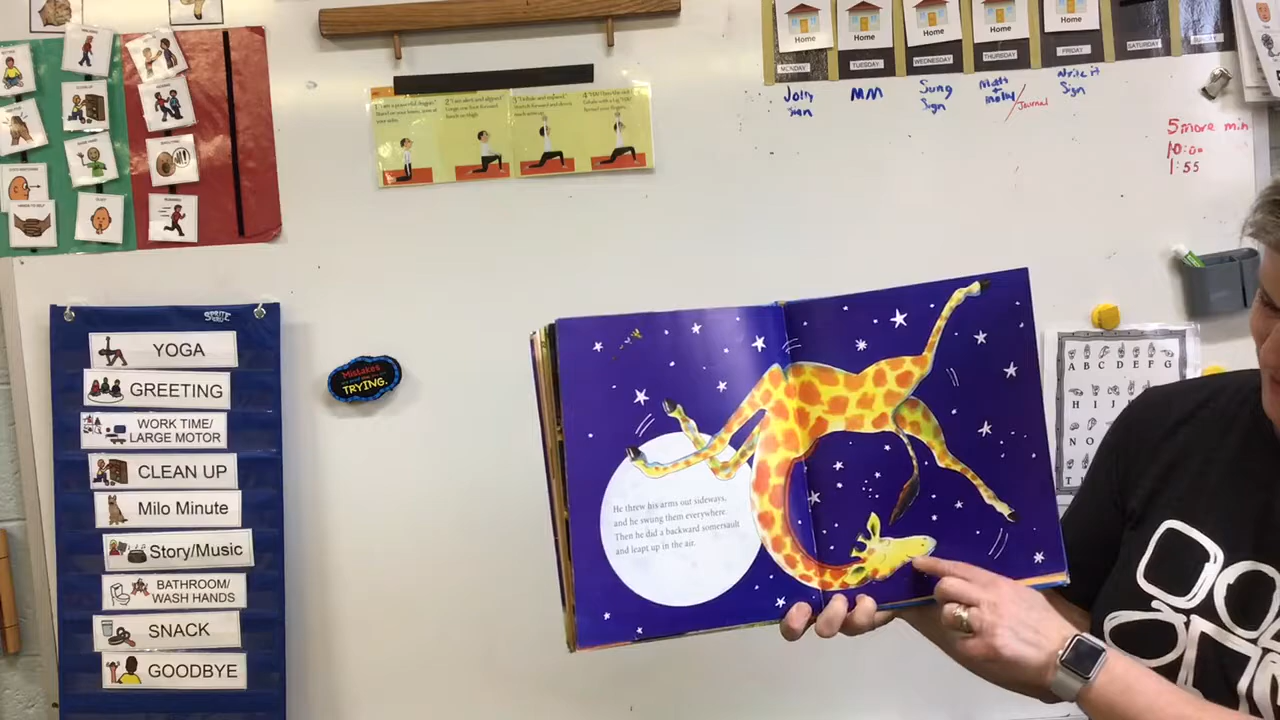 Home
Home
Home
Home
Home
MONDAY
TUESDAY
WEDNESDAY
THURSDAY
FRIDAY
SATURDAY
SUNDAY
Jolly
Sign
MM
Sung
Sign
Math
+
/Journal
Write it
Sign
5 more min
10:00
1:55
YOGA
GREETING
WORK TIME/
LARGE MOTOR
CLEAN UP
Milo Minute
Story/Music
BATHROOM/
WASH HANDS
SNACK
GOODBYE
Mistakes
TRYING.
He threw his arms out sideways,
and he swung them everywhere.
Then he did a backward somersault
and leapt up in the air.
A B C D E F G
H I J
N O
T